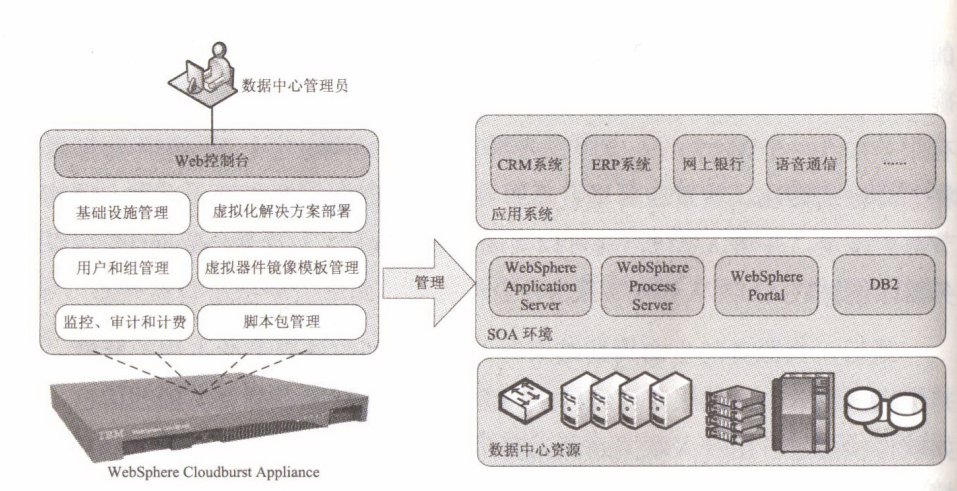 数据中心管理员
Web控制台
基础设施管理
虚拟化解决方案部署
用户和组管理
虚拟器件镜像模板管理
监控、审计和计费
脚本包管理
IBM
WebSphere Cloudburst Appliance
管理
CRM系统
ERP系统
网上银行
语音通信
……
应用系统
WebSphere
Application
Server
WebSphere
Process
Server
WebSphere
Portal
DB2
SOA 环境
数据中心资源